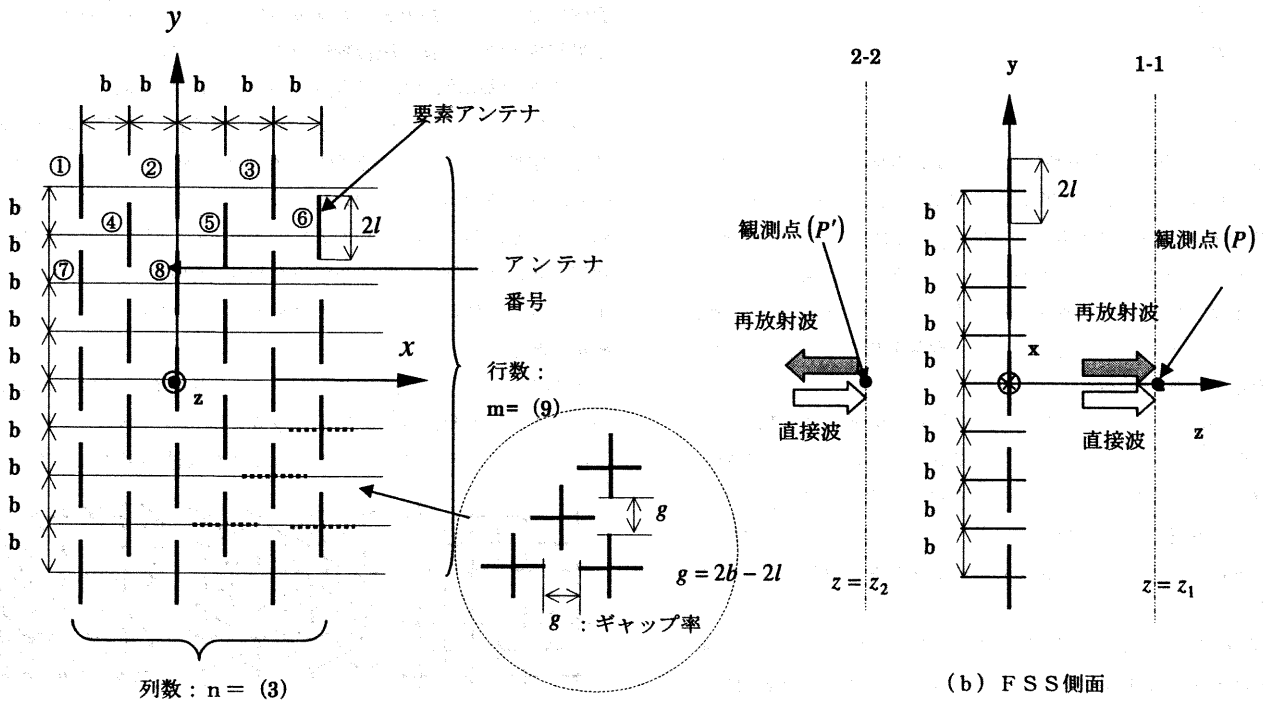 y
b b b b b
要素アンテナ
① ② ③
④ ⑤ ⑥
2l
⑦ ⑧
アンテナ
番号
b
b
b
b
b
b
b
b
x
z
行数：
m= (9)
g
g = 2b − 2l
g ：ギャップ率
列数：n＝ (3)
2-2
y
1-1
2l
観測点(P′)
観測点(P)
b
b
b
b
b
b
b
b
再放射波
再放射波
x
直接波
直接波
z
z = z₂
z = z₁
(b) ＦＳＳ側面